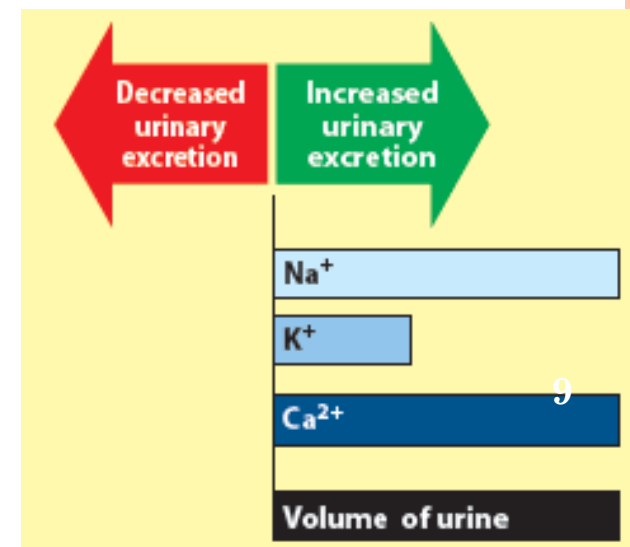 Decreased
urinary
excretion
Increased
urinary
excretion
Na⁺
K⁺
9
Ca²⁺
Volume of urine